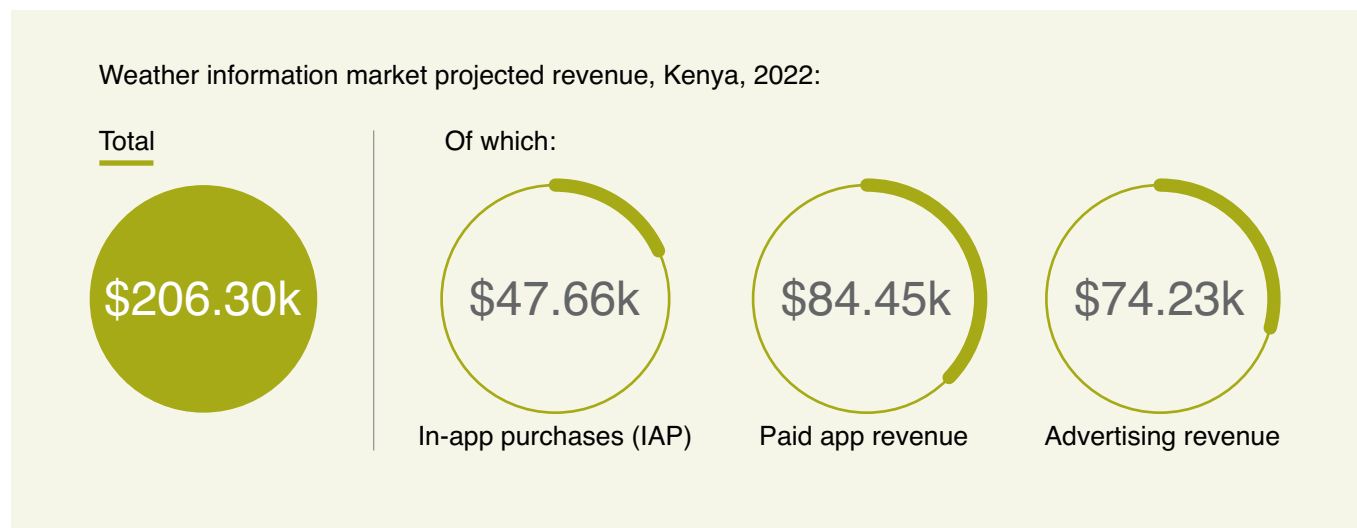 Weather information market projected revenue, Kenya, 2022:
Total
Of which:
$206.30k
$47.66k
$84.45k
$74.23k
In-app purchases (IAP)
Paid app revenue
Advertising revenue